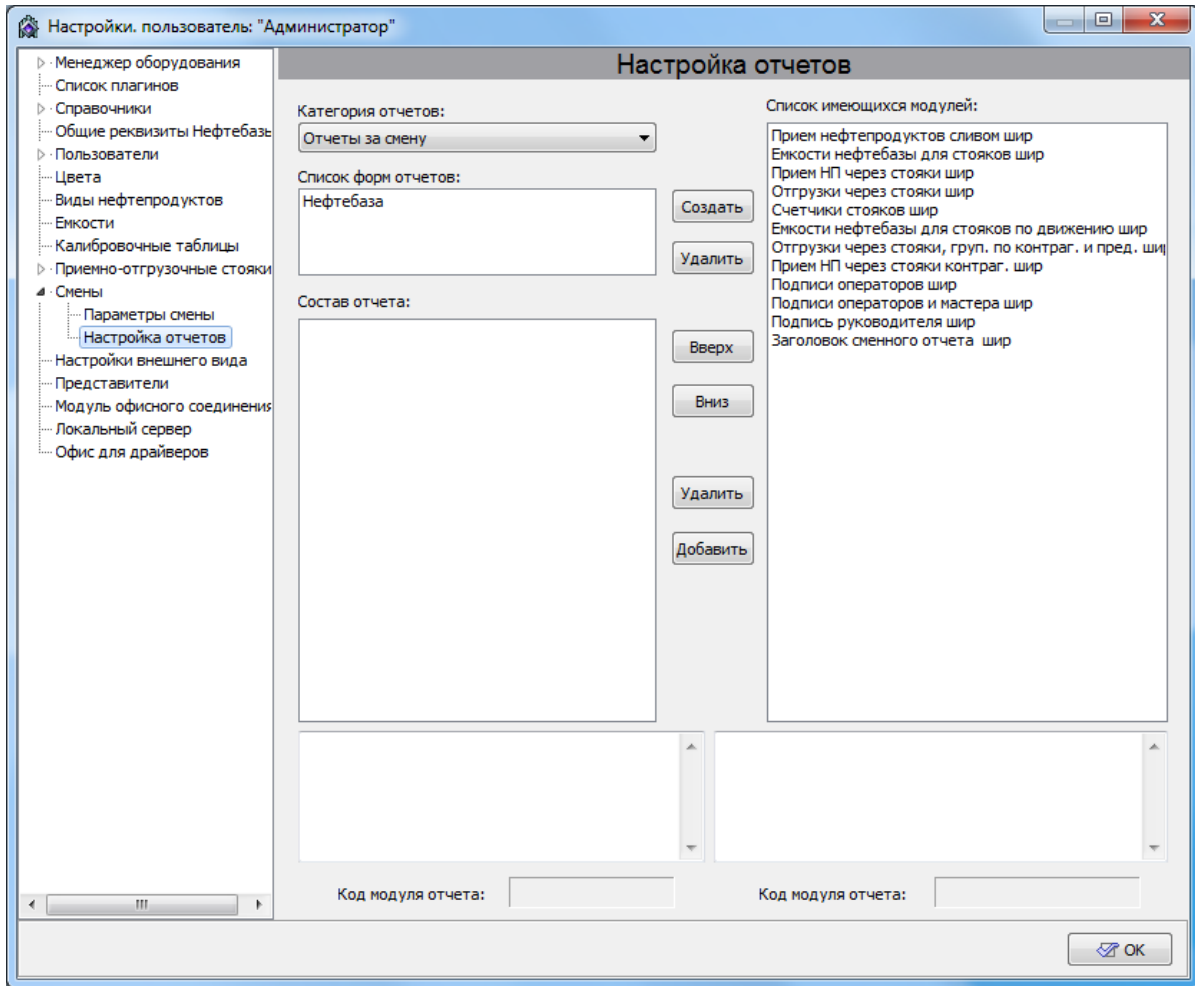 Настройки. пользователь: "Администратор"
Менеджер оборудования
Список плагинов
Справочники
Общие реквизиты Нефтебазы
Пользователи
Цвета
Виды нефтепродуктов
Емкости
Калибровочные таблицы
Приемно-отгрузочные стояки
Смены
Параметры смены
Настройка отчетов
Настройки внешнего вида
Представители
Модуль офисного соединения
Локальный сервер
Офис для драйверов
Настройка отчетов
Категория отчетов:
Отчеты за смену
Список форм отчетов:
Нефтебаза
Создать
Удалить
Состав отчета:
Вверх
Вниз
Удалить
Добавить
Список имеющихся модулей:
Прием нефтепродуктов сливом шир
Емкости нефтебазы для стояков шир
Прием НП через стояки шир
Отгрузки через стояки шир
Счетчики стояков шир
Емкости нефтебазы для стояков по движению шир
Отгрузки через стояки, груп. по контраг. и пред. шир
Прием НП через стояки контраг. шир
Подписи операторов шир
Подписи операторов и мастера шир
Подпись руководителя шир
Заголовок сменного отчета  шир
Код модуля отчета:
Код модуля отчета:
OK